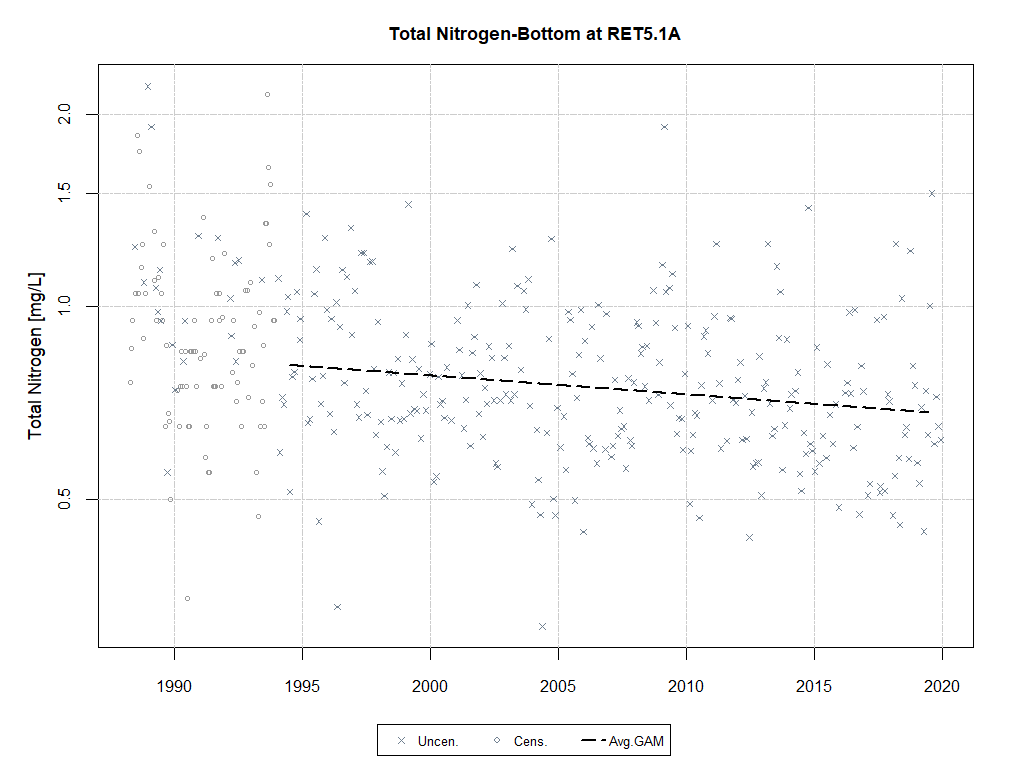 Total Nitrogen-Bottom at RET5.1A
Total Nitrogen [mg/L]
2.0
1.5
1.0
0.5
1990 1995 2000 2005 2010 2015 2020
Uncen. Cens. Avg.GAM